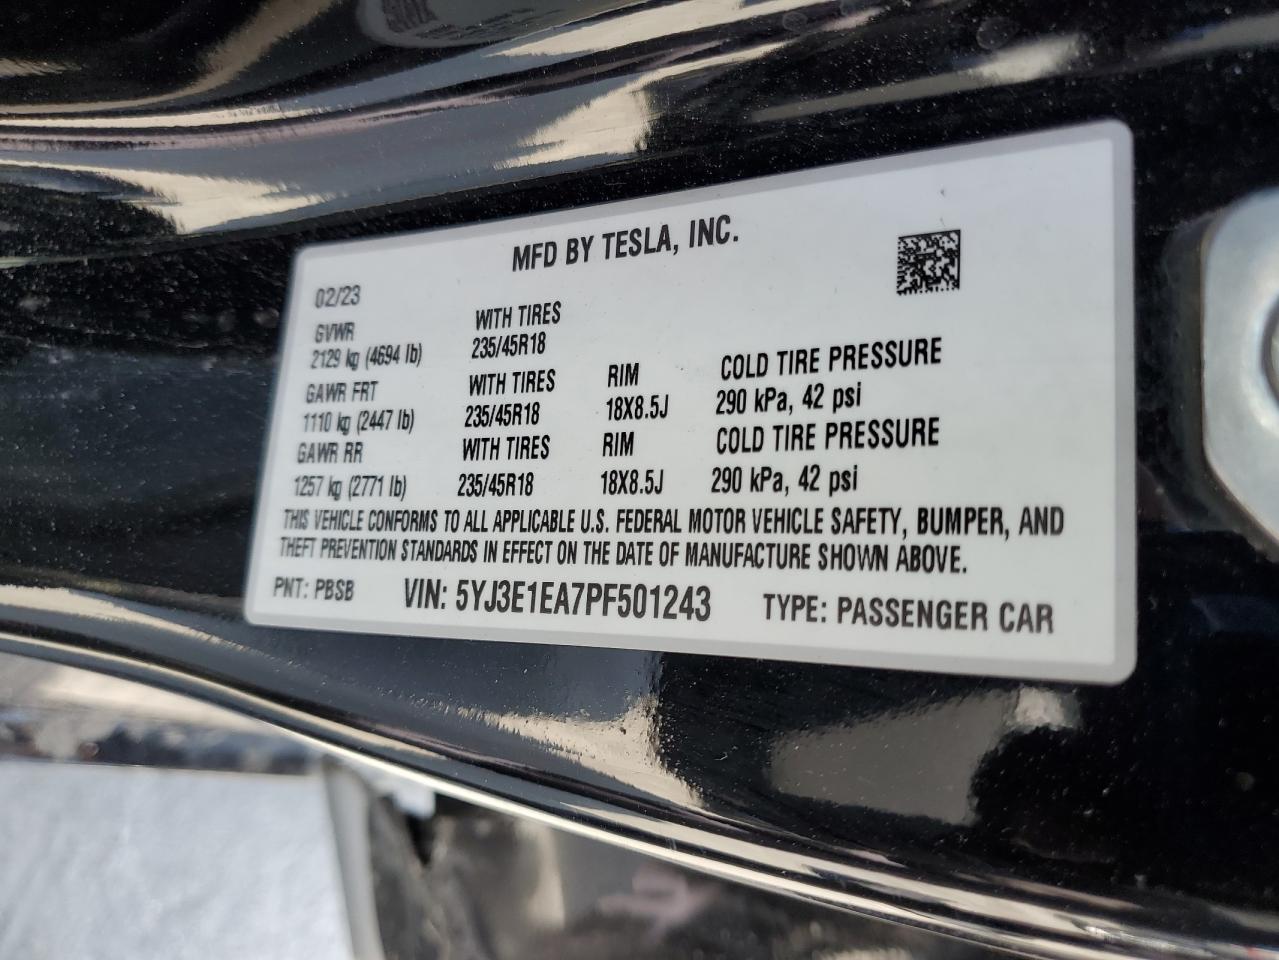 MFD BY TESLA, INC.
02/23
GVWR WITH TIRES
2129 kg (4694 lb) 235/45R18
GAWR FRT WITH TIRES RIM COLD TIRE PRESSURE
1110 kg (2447 lb) 235/45R18 18X8.5J 290 kPa, 42 psi
GAWR RR WITH TIRES RIM COLD TIRE PRESSURE
1257 kg (2771 lb) 235/45R18 18X8.5J 290 kPa, 42 psi
THIS VEHICLE CONFORMS TO ALL APPLICABLE U.S. FEDERAL MOTOR VEHICLE SAFETY, BUMPER, AND
THEFT PREVENTION STANDARDS IN EFFECT ON THE DATE OF MANUFACTURE SHOWN ABOVE.
PNT: PBSB VIN: 5YJ3E1EA7PF501243 TYPE: PASSENGER CAR